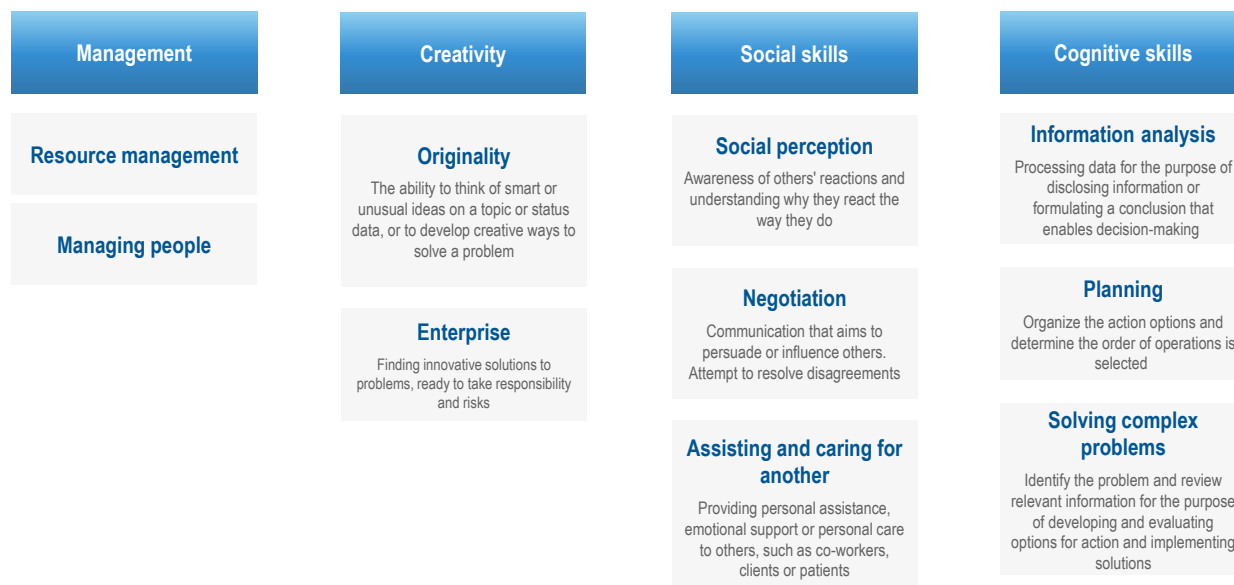 Management
Resource management
Managing people
Creativity
Originality
The ability to think of smart or
unusual ideas on a topic or status
data, or to develop creative ways to
solve a problem
Enterprise
Finding innovative solutions to
problems, ready to take responsibility
and risks
Social skills
Social perception
Awareness of others' reactions and
understanding why they react the
way they do
Negotiation
Communication that aims to
persuade or influence others.
Attempt to resolve disagreements
Assisting and caring for
another
Providing personal assistance,
emotional support or personal care
to others, such as co-workers,
clients or patients
Cognitive skills
Information analysis
Processing data for the purpose of
disclosing information or
formulating a conclusion that
enables decision-making
Planning
Organize the action options and
determine the order of operations is
selected
Solving complex
problems
Identify the problem and review
relevant information for the purpose
of developing and evaluating
options for action and implementing
solutions